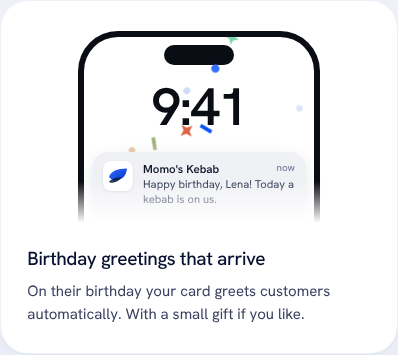 9:41
Momo's Kebab now
Happy birthday, Lena! Today a
kebab is on us.
Birthday greetings that arrive
On their birthday your card greets customers
automatically. With a small gift if you like.